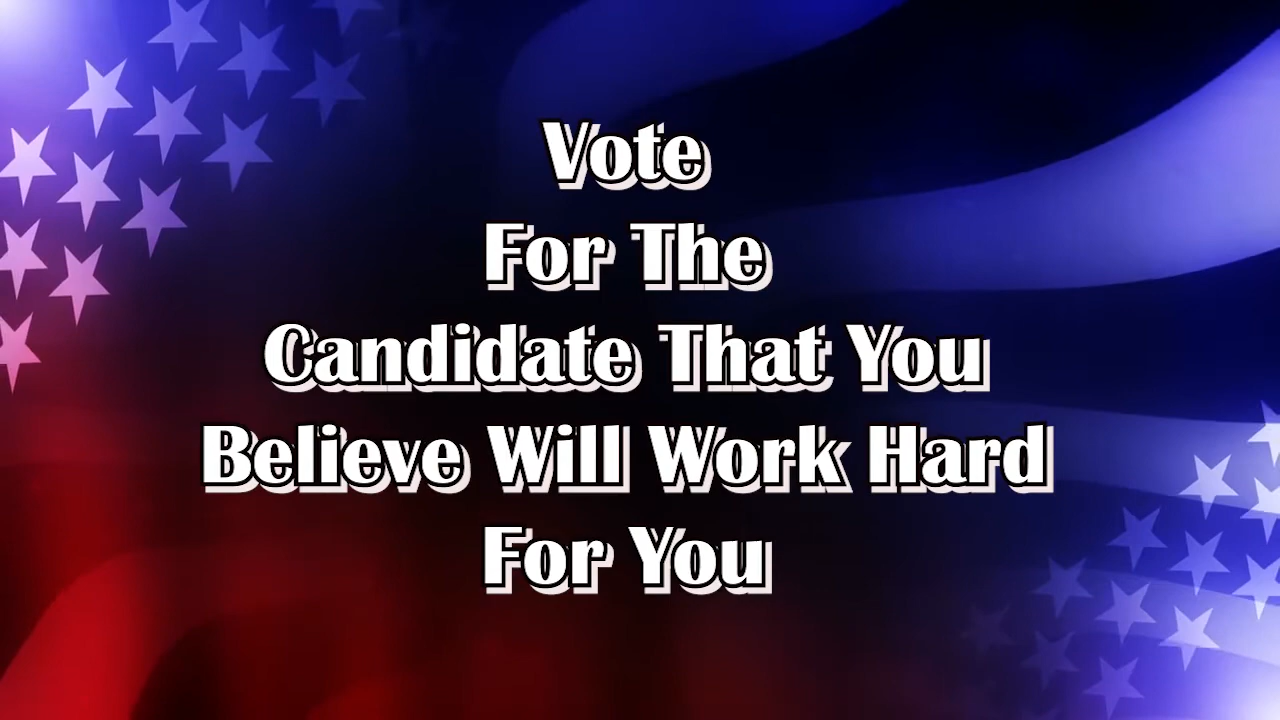 Vote
For The
Candidate That You
Believe Will Work Hard
For You